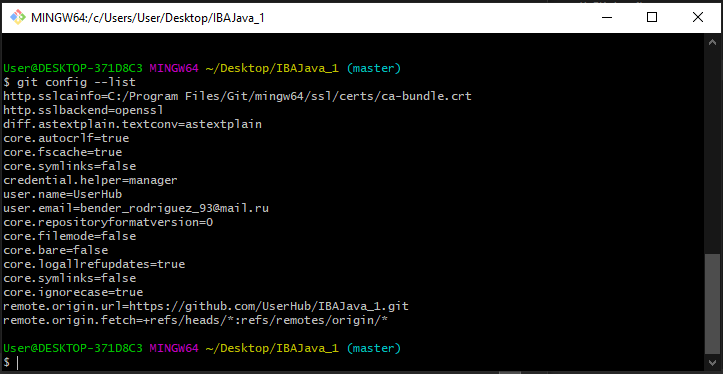 MINGW64:/c/Users/User/Desktop/IBAJava_1
User@DESKTOP-371D8C3 MINGW64 ~/Desktop/IBAJava_1 (master)
$ git config --list
http.sslcainfo=C:/Program Files/Git/mingw64/ssl/certs/ca-bundle.crt
http.sslbackend=openssl
diff.astextplain.textconv=astextplain
core.autocrlf=true
core.fscache=true
core.symlinks=false
credential.helper=manager
user.name=UserHub
user.email=bender_rodriguez_93@mail.ru
core.repositoryformatversion=0
core.filemode=false
core.bare=false
core.logallrefupdates=true
core.symlinks=false
core.ignorecase=true
remote.origin.url=https://github.com/UserHub/IBAJava_1.git
remote.origin.fetch=+refs/heads/*:refs/remotes/origin/*
User@DESKTOP-371D8C3 MINGW64 ~/Desktop/IBAJava_1 (master)
$